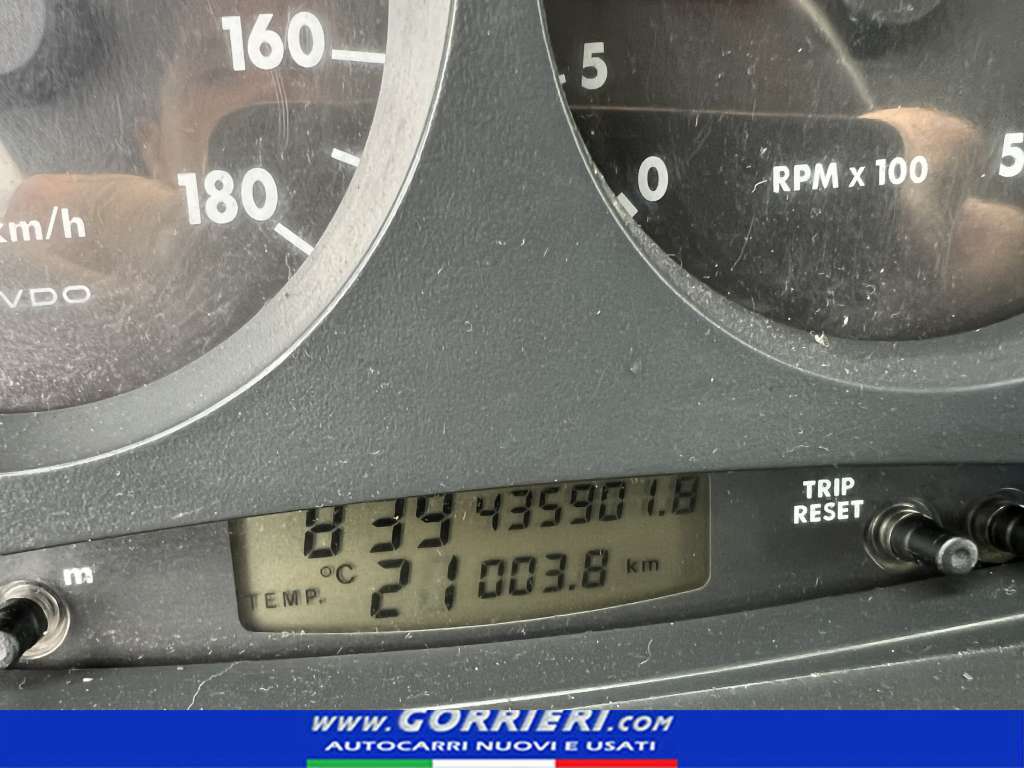 160
180
km/h
VDO
5
0
5
RPM x 100
8 39 435901.8
°C
TEMP. 21 003.8 km
TRIP
RESET
m
www.GORRIERI.com
AUTOCARRI NUOVI E USATI